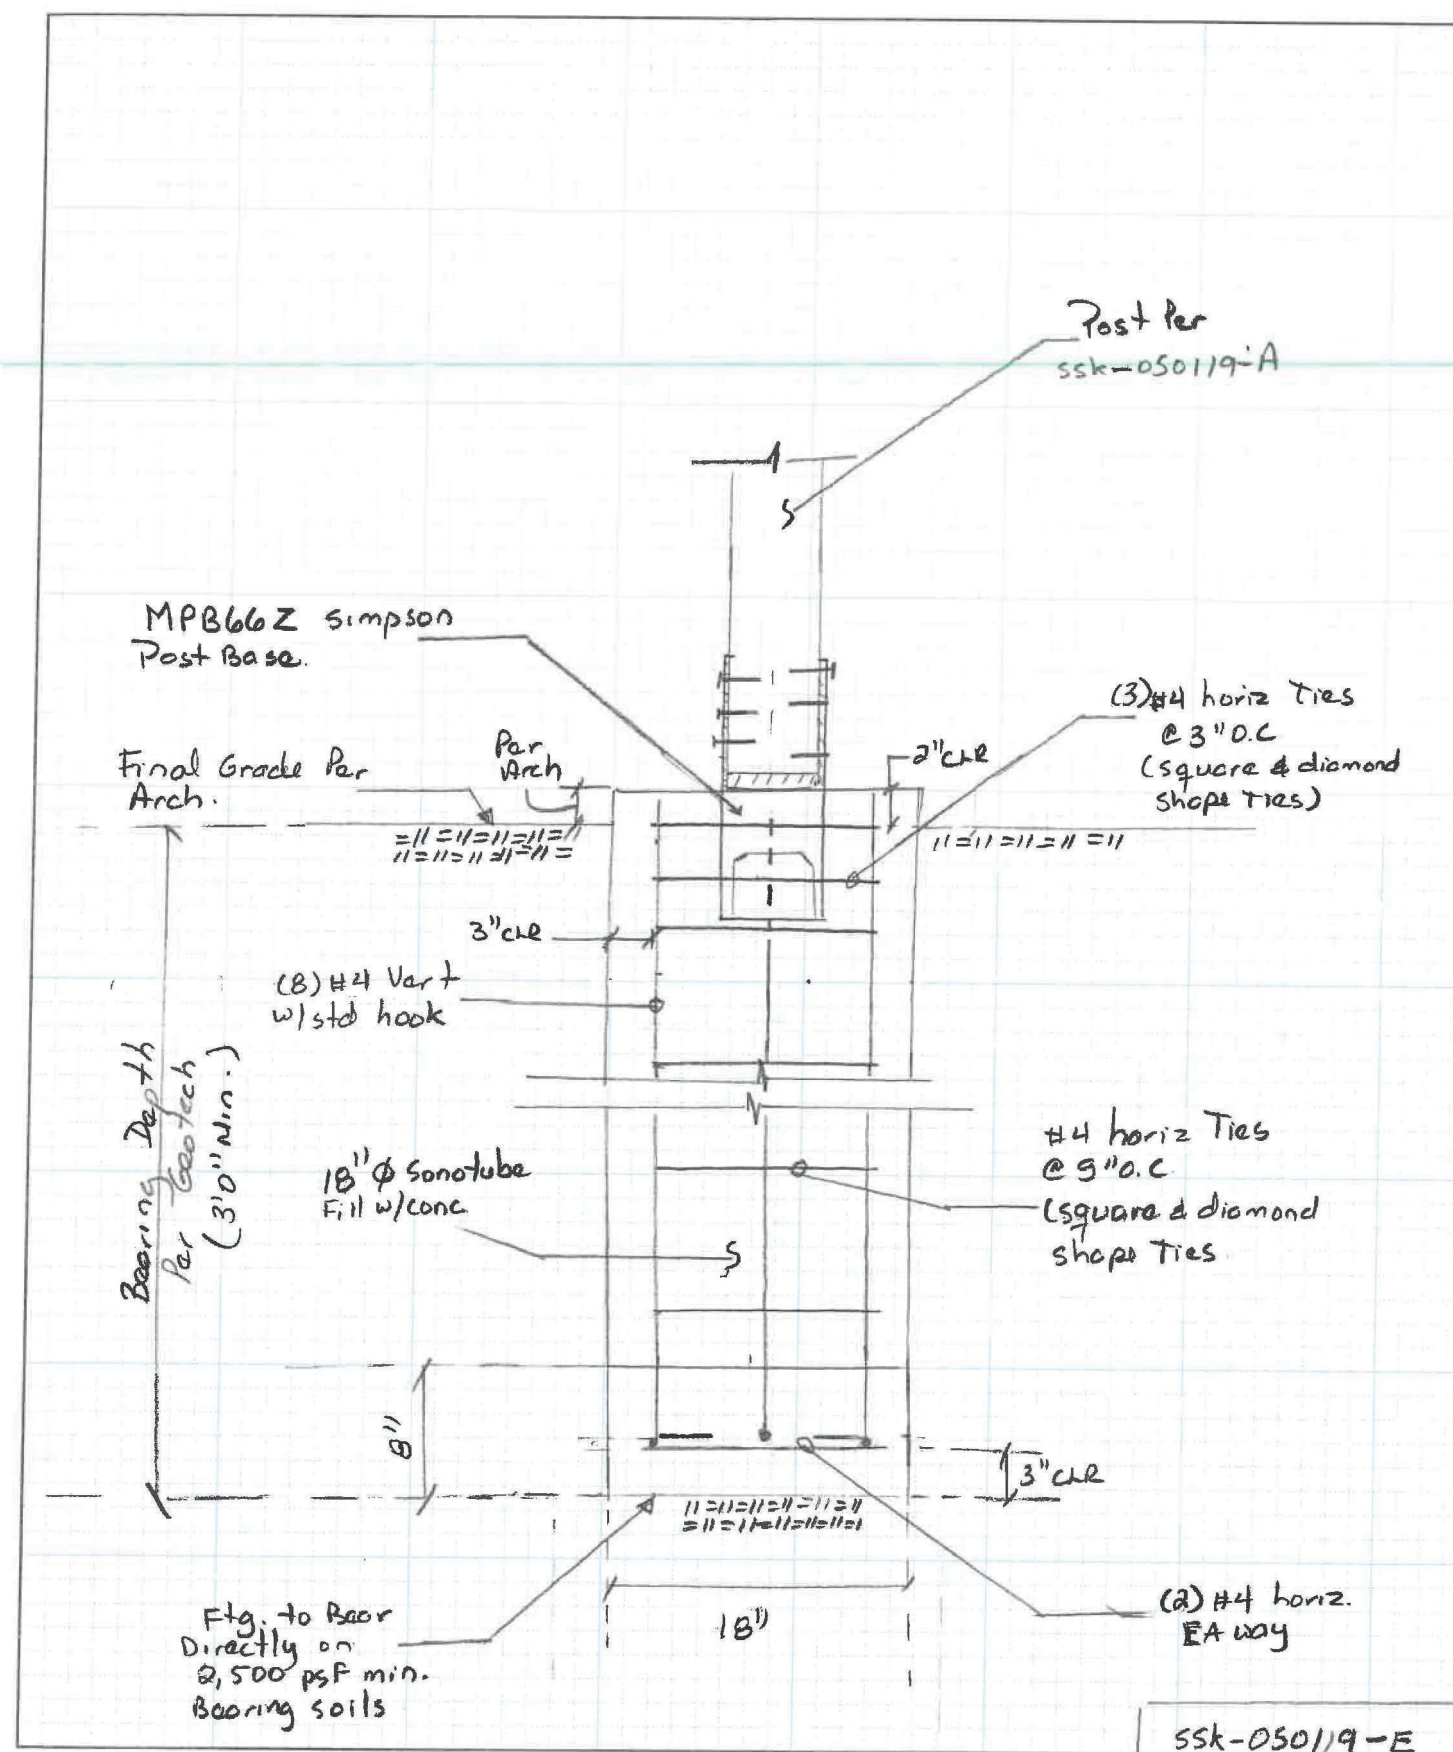 Post Per
ssk-050119-A
MPB66Z Simpson
Post Base.
(3)#4 horiz Ties
@ 3" O.C
(square & diamond
shape Ties)
Final Grade Per
Arch.
Per
Arch
2" CLR
3" CLR
(8) #4 Vert
w/std hook
Bearing Depth
Per Geotech
(3'0" Min.)
18" Ø Sonotube
Fill w/conc
#4 horiz Ties
@ 9" O.C.
(square & diamond
shape Ties
8"
3" CLR
Ftg. to Bear
Directly on
2,500 psf min.
Bearing soils
18"
(2) #4 horiz.
EA way
SSK-050119-E